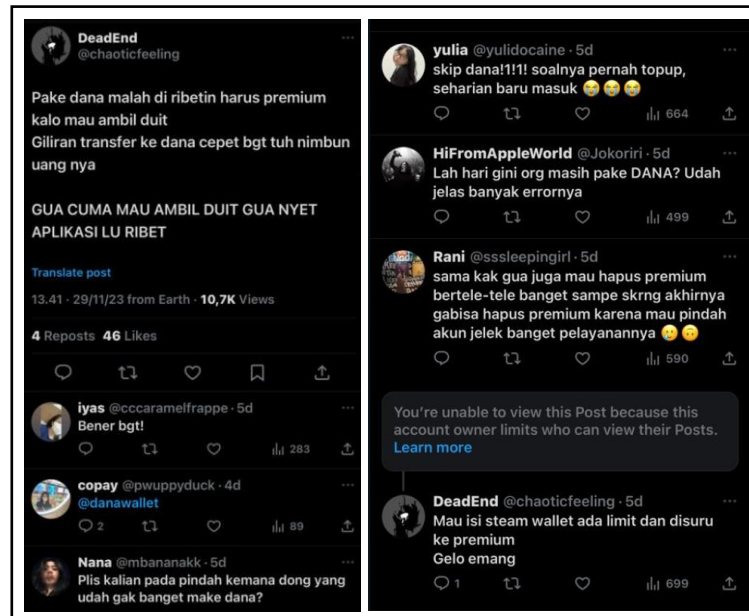 DeadEnd
@chaoticfeeling
Pake dana malah di ribetin harus premium
kalo mau ambil duit
Giliran transfer ke dana cepet bgt tuh nimbun
uang nya
GUA CUMA MAU AMBIL DUIT GUA NYET
APLIKASI LU RIBET
Translate post
13.41 · 29/11/23 from Earth · 10,7K Views
4 Reposts 46 Likes
iyas @cccaramelfrappe · 5d
Bener bgt!
283
copay @pwuppyduck · 4d
@danawallet
2 89
Nana @mbananakk · 5d
Plis kalian pada pindah kemana dong yang
udah gak banget make dana?
yulia @yulidocaine · 5d
skip dana!1!1! soalnya pernah topup,
seharian baru masuk 😭😭😭
664
HiFromAppleWorld @Jokoriri · 5d
Lah hari gini org masih pake DANA? Udah
jelas banyak errornya
499
Rani @sssleepingirl · 5d
sama kak gua juga mau hapus premium
bertele-tele banget sampe skrng akhirnya
gabisa hapus premium karena mau pindah
akun jelek banget pelayanannya 🥲🙃
590
You're unable to view this Post because this
account owner limits who can view their Posts.
Learn more
DeadEnd @chaoticfeeling · 5d
Mau isi steam wallet ada limit dan disuru
ke premium
Gelo emang
1 699